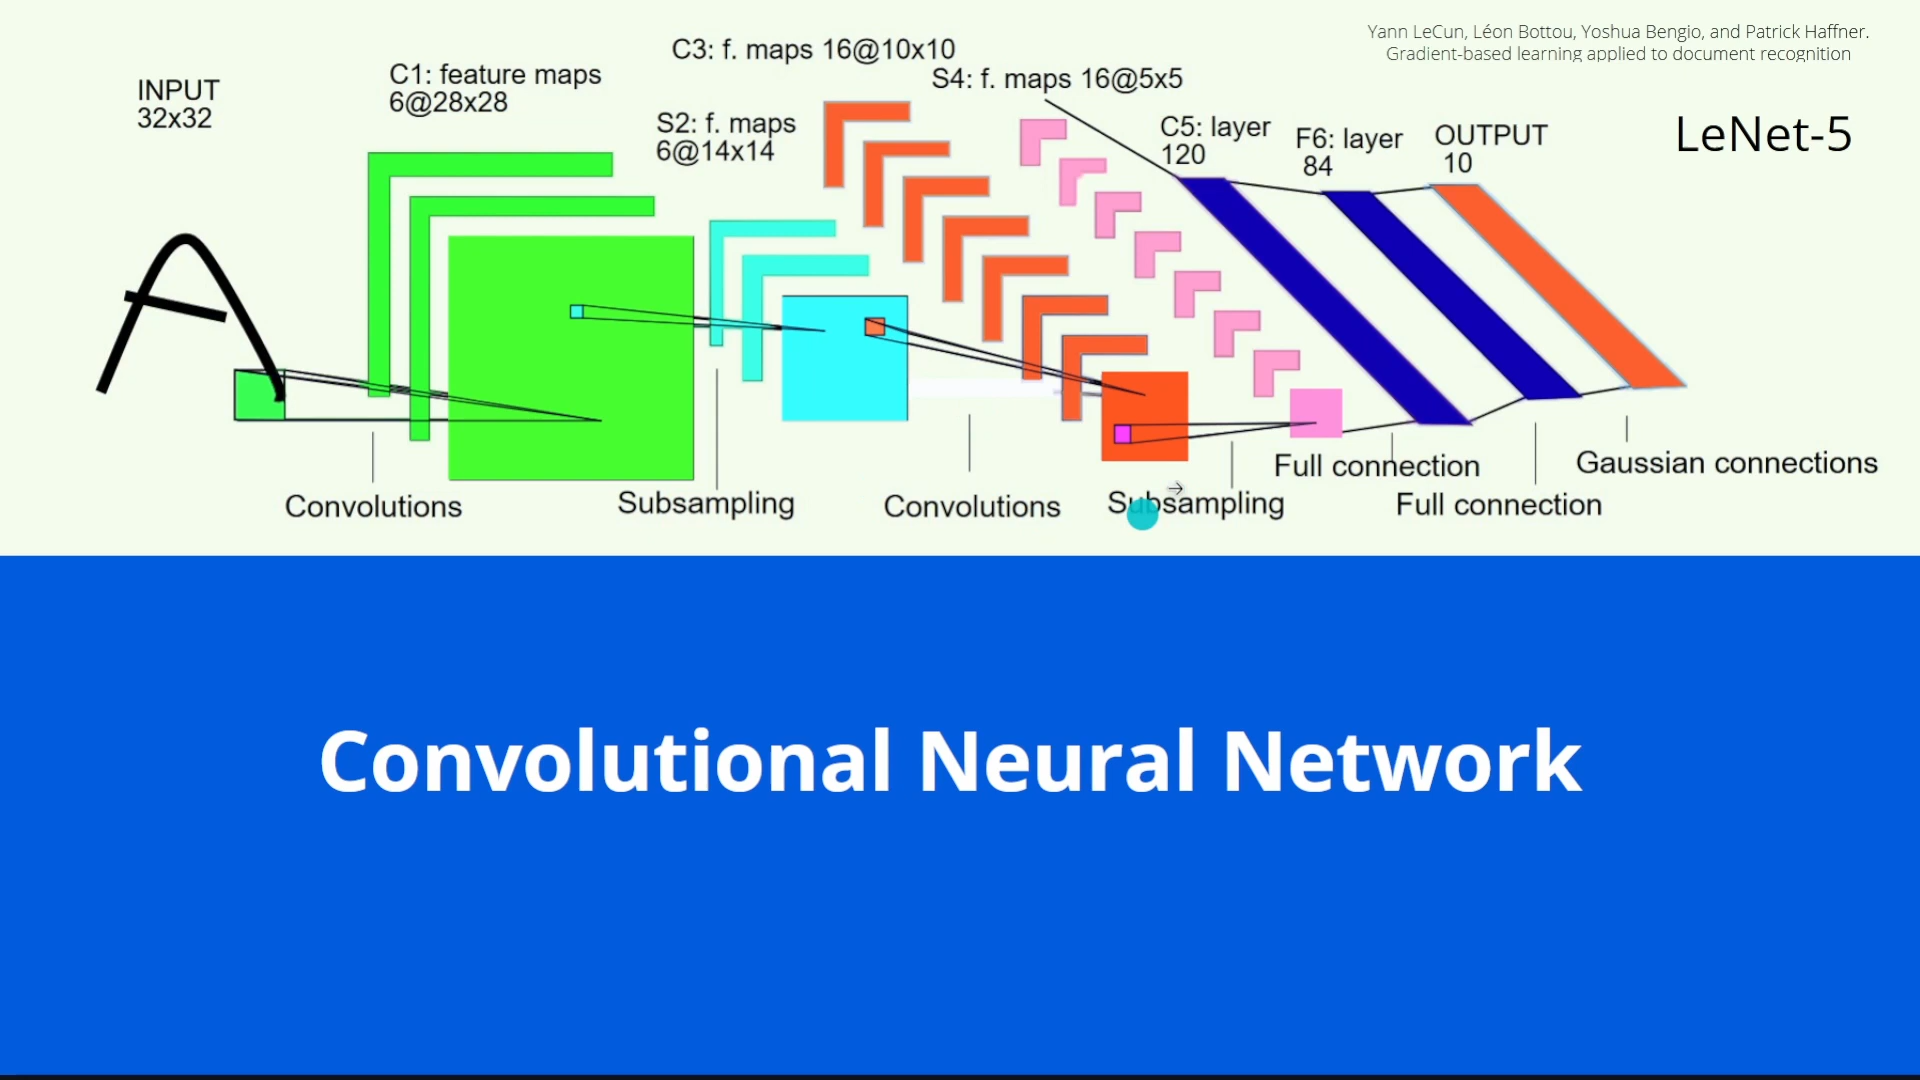 Yann LeCun, Léon Bottou, Yoshua Bengio, and Patrick Haffner.
Gradient-based learning applied to document recognition
LeNet-5
INPUT
32x32
C1: feature maps
6@28x28
S2: f. maps
6@14x14
C3: f. maps 16@10x10
S4: f. maps 16@5x5
C5: layer
120
F6: layer
84
OUTPUT
10
A
Convolutions
Subsampling
Convolutions
Subsampling
Full connection
Full connection
Gaussian connections
Convolutional Neural Network